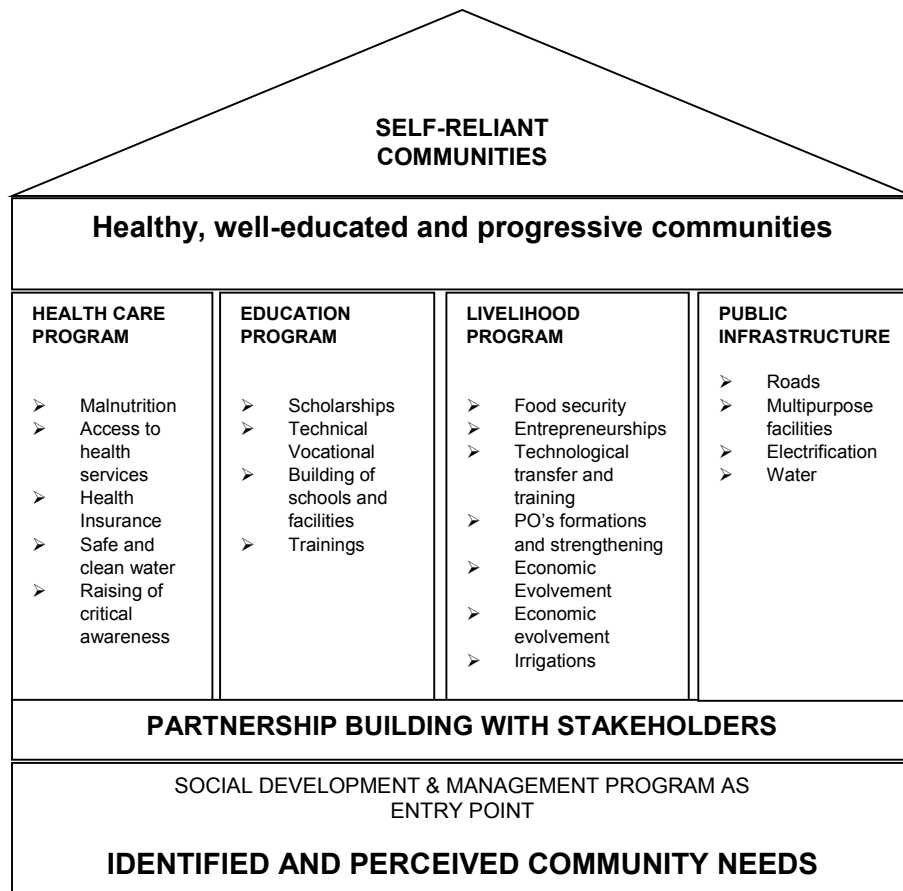 SELF-RELIANT
COMMUNITIES
Healthy, well-educated and progressive communities
HEALTH CARE
PROGRAM
➢ Malnutrition
➢ Access to
health
services
➢ Health
Insurance
➢ Safe and
clean water
➢ Raising of
critical
awareness
EDUCATION
PROGRAM
➢ Scholarships
➢ Technical
Vocational
➢ Building of
schools and
facilities
➢ Trainings
LIVELIHOOD
PROGRAM
➢ Food security
➢ Entrepreneurships
➢ Technological
transfer and
training
➢ PO's formations
and strengthening
➢ Economic
Evolvement
➢ Economic
evolvement
➢ Irrigations
PUBLIC
INFRASTRUCTURE
➢ Roads
➢ Multipurpose
facilities
➢ Electrification
➢ Water
PARTNERSHIP BUILDING WITH STAKEHOLDERS
SOCIAL DEVELOPMENT & MANAGEMENT PROGRAM AS
ENTRY POINT
IDENTIFIED AND PERCEIVED COMMUNITY NEEDS